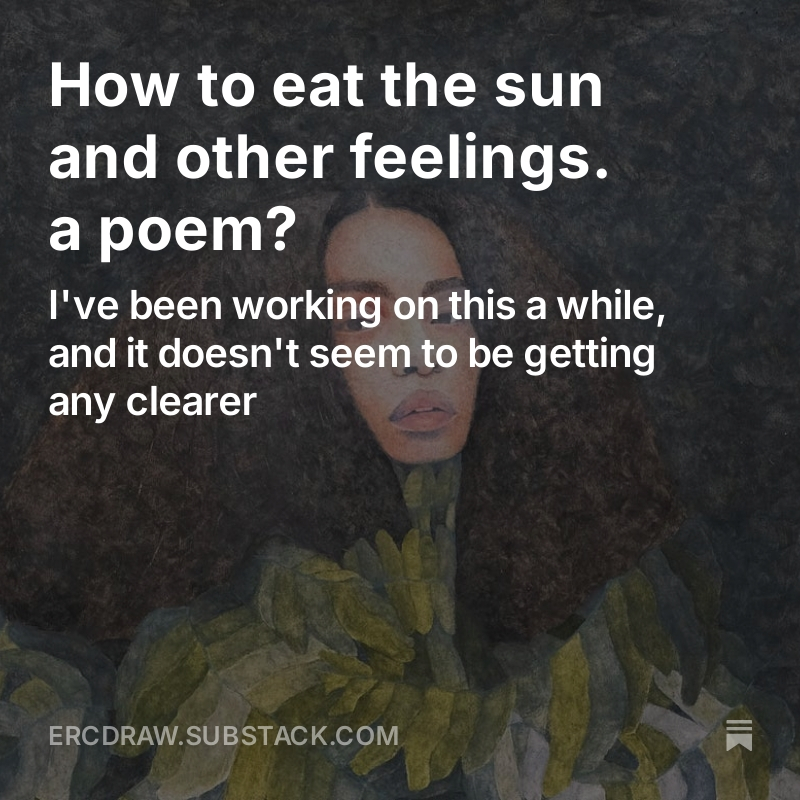 How to eat the sun
and other feelings.
a poem?
I've been working on this a while,
and it doesn't seem to be getting
any clearer
ERCDRAW.SUBSTACK.COM